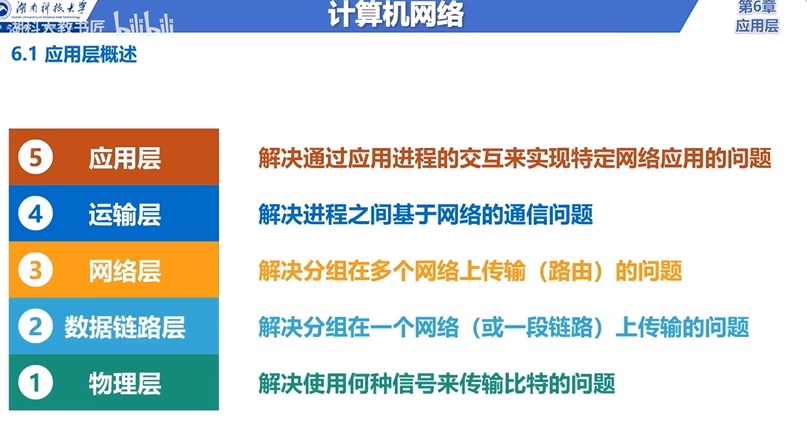 湖南科技大学
湖科大教书匠 bilibili
计算机网络
第6章
应用层
6.1 应用层概述
5 应用层 解决通过应用进程的交互来实现特定网络应用的问题
4 运输层 解决进程之间基于网络的通信问题
3 网络层 解决分组在多个网络上传输（路由）的问题
2 数据链路层 解决分组在一个网络（或一段链路）上传输的问题
1 物理层 解决使用何种信号来传输比特的问题